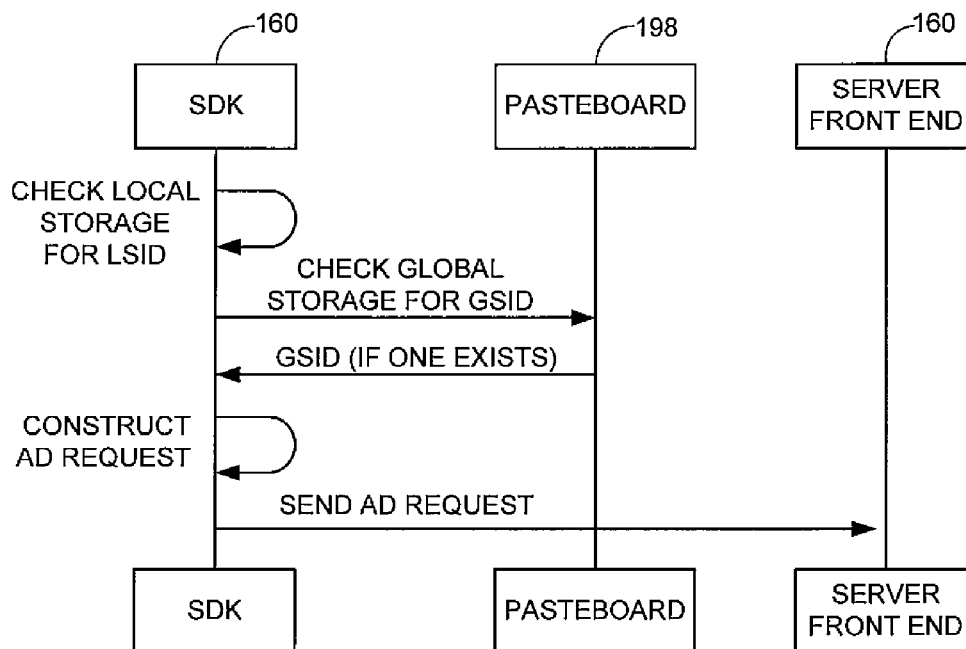 160
198
160
SDK
PASTEBOARD
SERVER
FRONT END
CHECK LOCAL
STORAGE
FOR LSID
CHECK GLOBAL
STORAGE FOR GSID
GSID (IF ONE EXISTS)
CONSTRUCT
AD REQUEST
SEND AD REQUEST
SDK
PASTEBOARD
SERVER
FRONT END